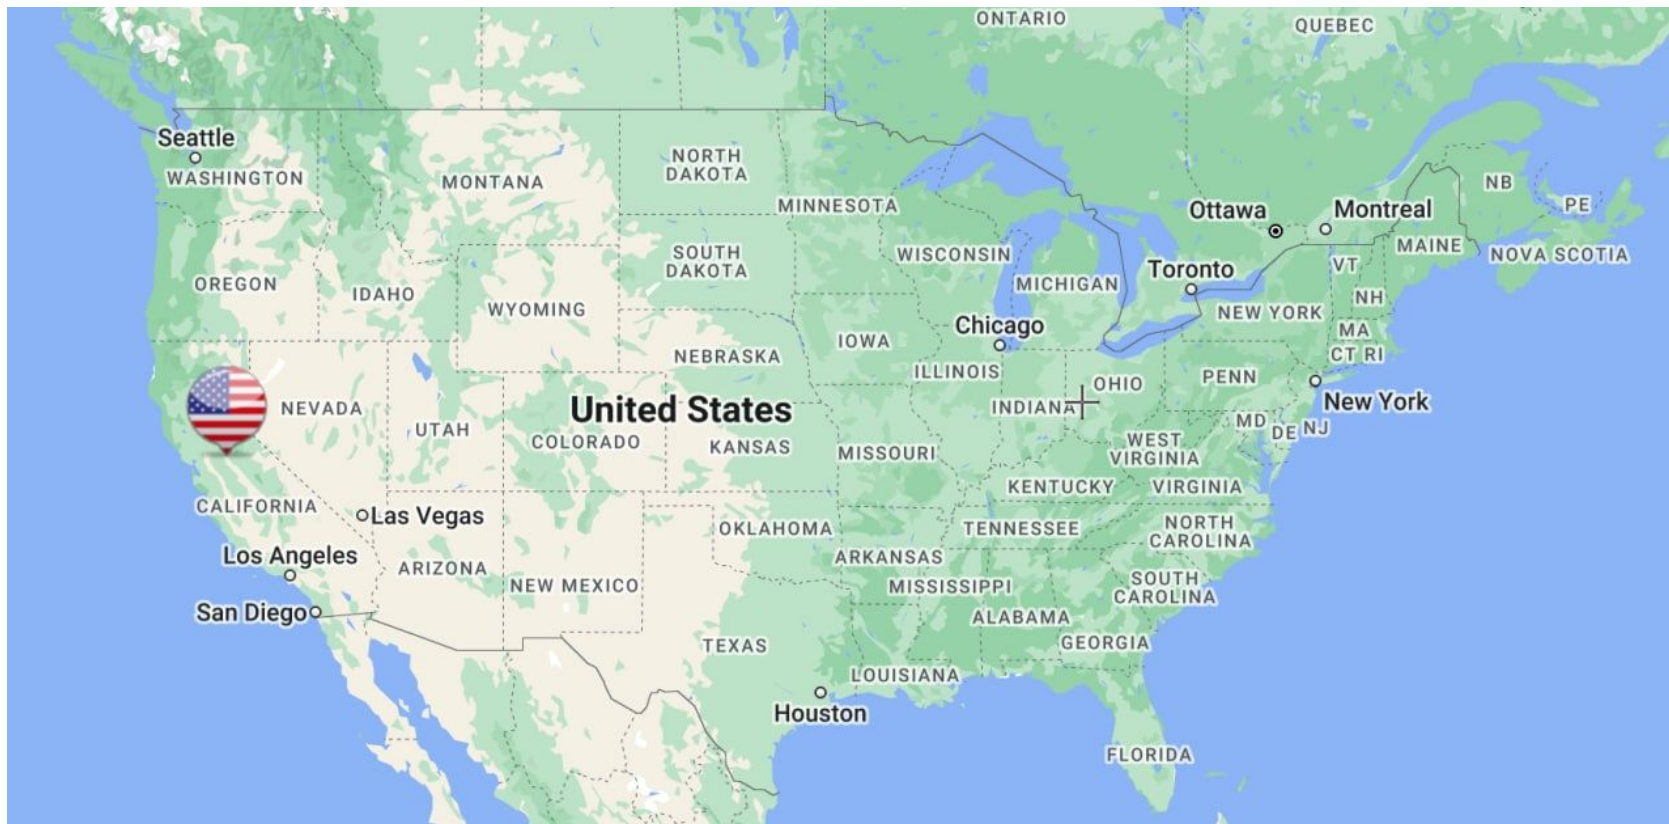 ONTARIO
QUEBEC
Seattle
WASHINGTON
MONTANA
NORTH
DAKOTA
MINNESOTA
Ottawa
Montreal
NB
PE
OREGON
IDAHO
WYOMING
SOUTH
DAKOTA
WISCONSIN
MICHIGAN
Toronto
VT
MAINE
NOVA SCOTIA
NH
NEW YORK
MA
CT RI
Chicago
IOWA
NEBRASKA
ILLINOIS
OHIO
PENN
New York
NEVADA
UTAH
United States
COLORADO
KANSAS
MISSOURI
INDIANA
WEST
VIRGINIA
MD
DE
NJ
KENTUCKY
VIRGINIA
CALIFORNIA
Las Vegas
OKLAHOMA
TENNESSEE
NORTH
CAROLINA
Los Angeles
ARIZONA
NEW MEXICO
ARKANSAS
MISSISSIPPI
SOUTH
CAROLINA
San Diego
ALABAMA
TEXAS
GEORGIA
LOUISIANA
Houston
FLORIDA